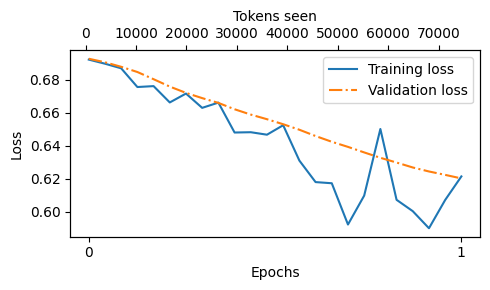 Tokens seen
0 10000 20000 30000 40000 50000 60000 70000
Training loss
Validation loss
0.68
0.66
0.64
0.62
0.60
Loss
0 1
Epochs